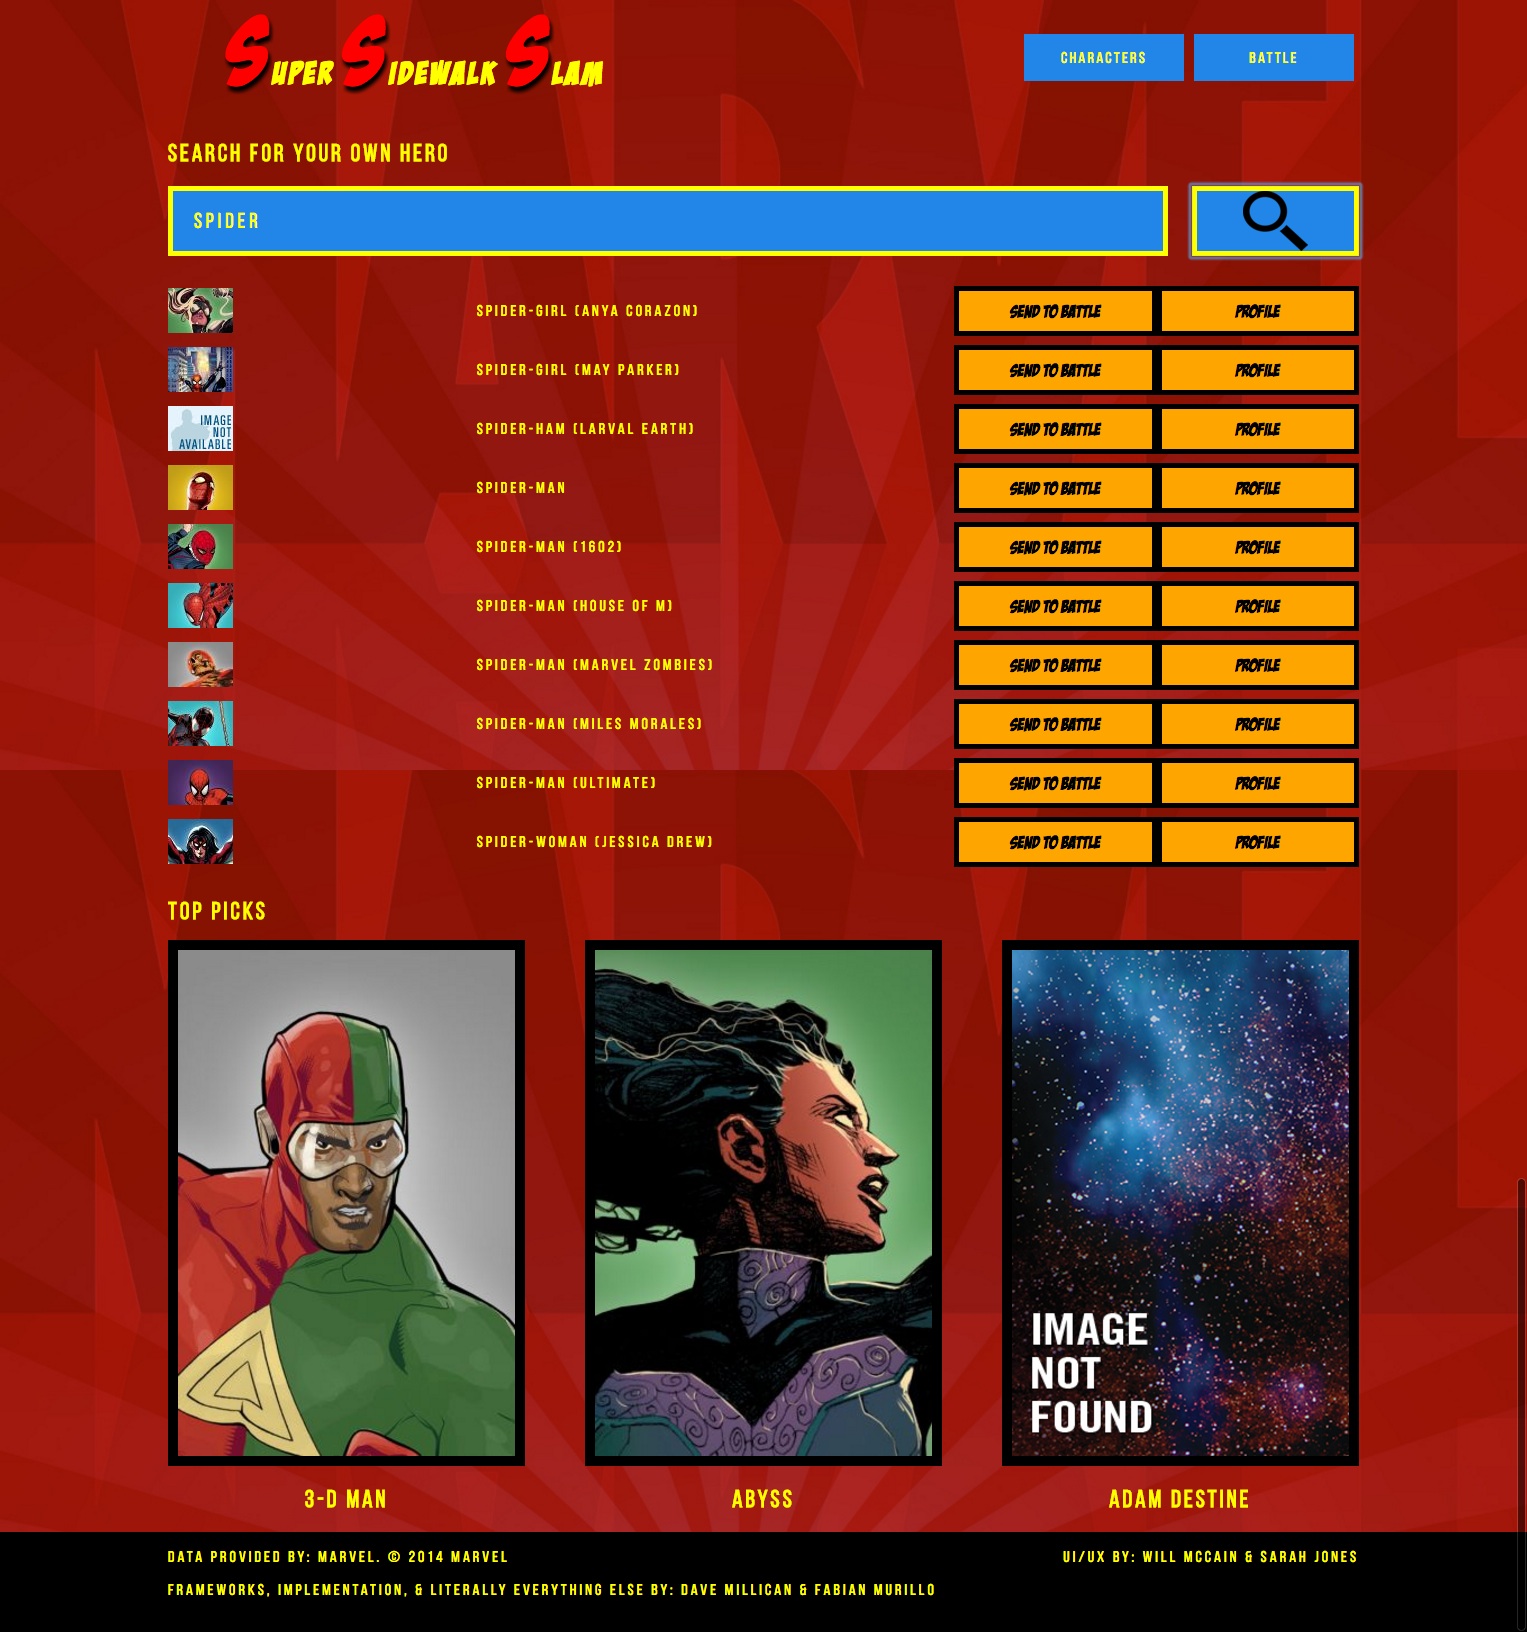 SUPER SIDEWALK SLAM
CHARACTERS
BATTLE
SEARCH FOR YOUR OWN HERO
SPIDER
SPIDER-GIRL (ANYA CORAZON)
SEND TO BATTLE
PROFILE
SPIDER-GIRL (MAY PARKER)
SEND TO BATTLE
PROFILE
IMAGE
NOT
AVAILABLE
SPIDER-HAM (LARVAL EARTH)
SEND TO BATTLE
PROFILE
SPIDER-MAN
SEND TO BATTLE
PROFILE
SPIDER-MAN (1602)
SEND TO BATTLE
PROFILE
SPIDER-MAN (HOUSE OF M)
SEND TO BATTLE
PROFILE
SPIDER-MAN (MARVEL ZOMBIES)
SEND TO BATTLE
PROFILE
SPIDER-MAN (MILES MORALES)
SEND TO BATTLE
PROFILE
SPIDER-MAN (ULTIMATE)
SEND TO BATTLE
PROFILE
SPIDER-WOMAN (JESSICA DREW)
SEND TO BATTLE
PROFILE
TOP PICKS
IMAGE
NOT
FOUND
3-D MAN
ABYSS
ADAM DESTINE
DATA PROVIDED BY: MARVEL. © 2014 MARVEL
UI/UX BY: WILL MCCAIN & SARAH JONES
FRAMEWORKS, IMPLEMENTATION, & LITERALLY EVERYTHING ELSE BY: DAVE MILLICAN & FABIAN MURILLO